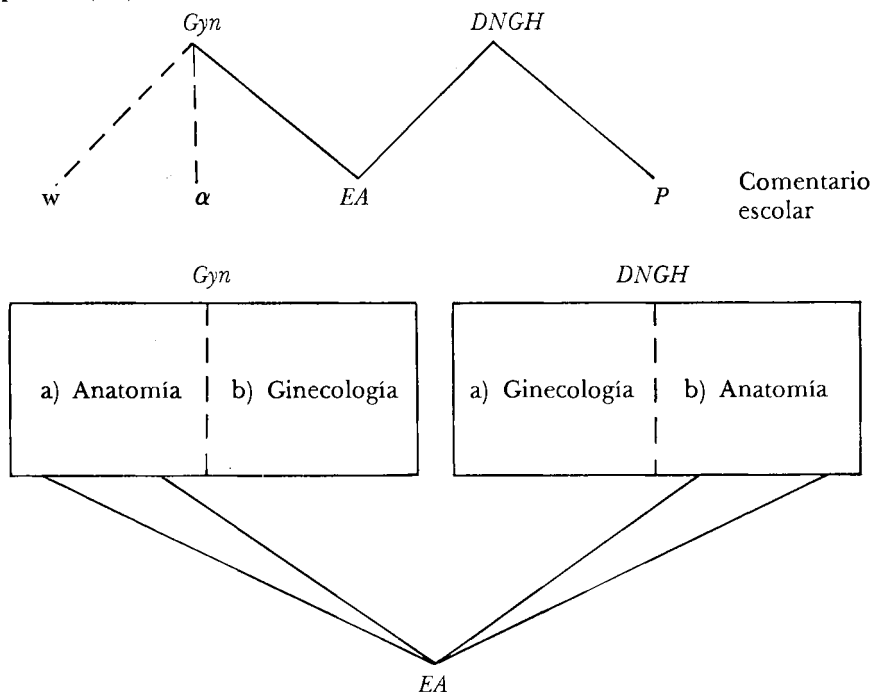 Gyn DNGH
w α EA P Comentario
escolar
Gyn DNGH
a) Anatomía b) Ginecología a) Ginecología b) Anatomía
EA